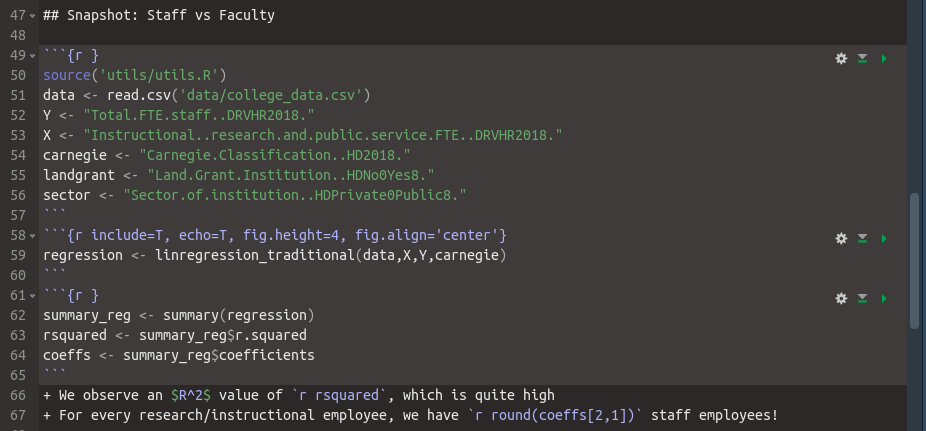 47 ## Snapshot: Staff vs Faculty
48
49 ```{r }
50 source('utils/utils.R')
51 data <- read.csv('data/college_data.csv')
52 Y <- "Total.FTE.staff..DRVHR2018."
53 X <- "Instructional..research.and.public.service.FTE..DRVHR2018."
54 carnegie <- "Carnegie.Classification..HD2018."
55 landgrant <- "Land.Grant.Institution..HDNo0Yes8."
56 sector <- "Sector.of.institution..HDPrivate0Public8."
57 ```
58 ```{r include=T, echo=T, fig.height=4, fig.align='center'}
59 regression <- linregression_traditional(data,X,Y,carnegie)
60 ```
61 ```{r }
62 summary_reg <- summary(regression)
63 rsquared <- summary_reg$r.squared
64 coeffs <- summary_reg$coefficients
65 ```
66 + We observe an $R^2$ value of `r rsquared`, which is quite high
67 + For every research/instructional employee, we have `r round(coeffs[2,1])` staff employees!